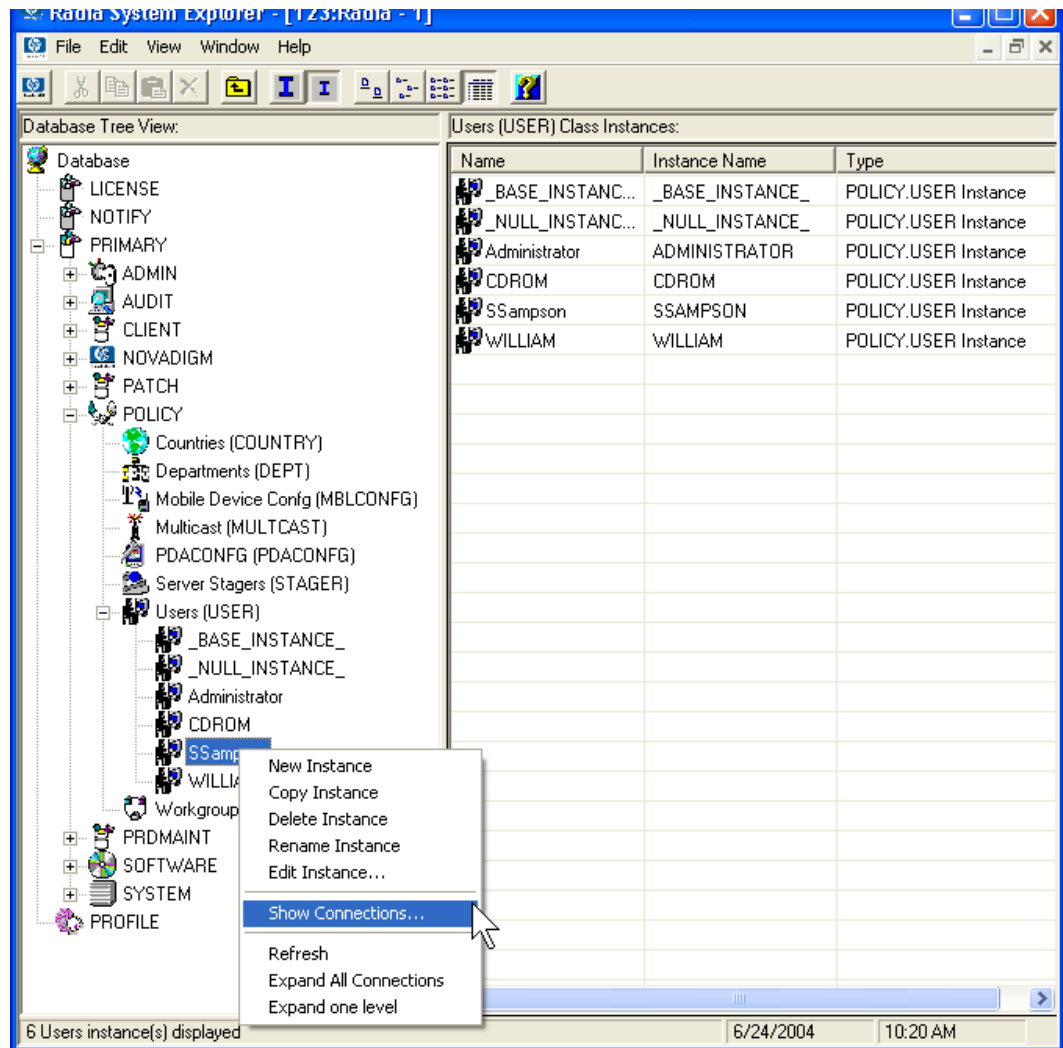 Radia System Explorer - [123:Radia - 1]
File Edit View Window Help
Database Tree View:
Users (USER) Class Instances:
Database
LICENSE
NOTIFY
PRIMARY
ADMIN
AUDIT
CLIENT
NOVADIGM
PATCH
POLICY
Countries (COUNTRY)
Departments (DEPT)
Mobile Device Confg (MBLCONFG)
Multicast (MULTCAST)
PDACONFG (PDACONFG)
Server Stagers (STAGER)
Users (USER)
_BASE_INSTANCE_
_NULL_INSTANCE_
Administrator
CDROM
SSamp
WILLIA
Workgroup
PRDMAINT
SOFTWARE
SYSTEM
PROFILE
New Instance
Copy Instance
Delete Instance
Rename Instance
Edit Instance...
Show Connections...
Refresh
Expand All Connections
Expand one level
Name Instance Name Type
_BASE_INSTANC... _BASE_INSTANCE_ POLICY.USER Instance
_NULL_INSTANC... _NULL_INSTANCE_ POLICY.USER Instance
Administrator ADMINISTRATOR POLICY.USER Instance
CDROM CDROM POLICY.USER Instance
SSampson SSAMPSON POLICY.USER Instance
WILLIAM WILLIAM POLICY.USER Instance
6 Users instance(s) displayed 6/24/2004 10:20 AM